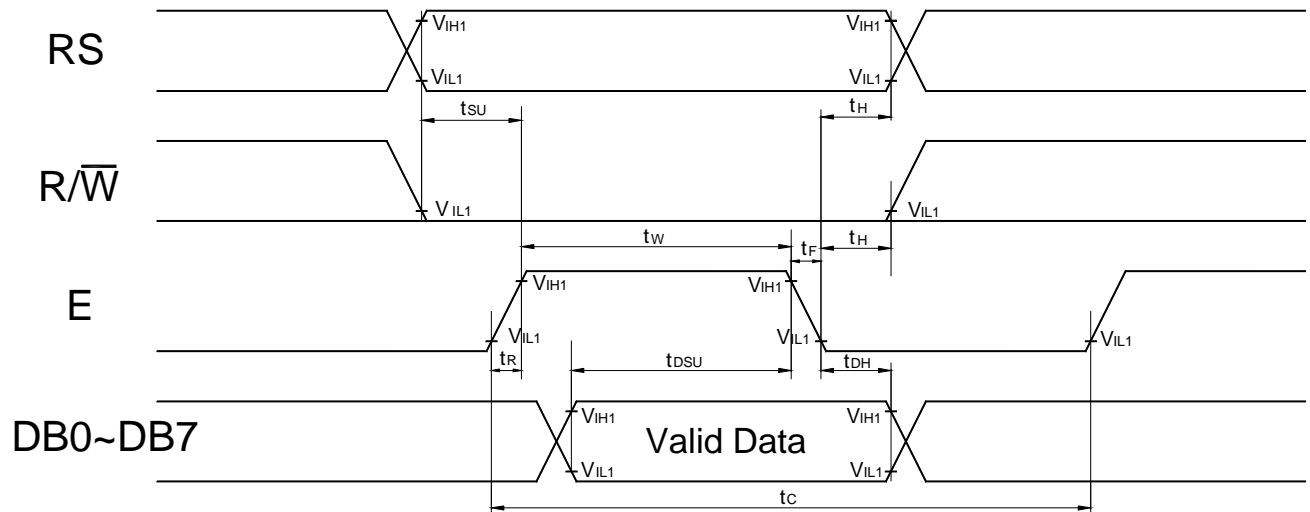 RS
VIH1
VIH1
VIL1
VIL1
tSU
tH
R/W̅
VIL1
VIL1
tW
tF
tH
E
VIH1
VIH1
VIL1
VIL1
VIL1
tR
tDSU
tDH
DB0~DB7
VIH1
VIH1
Valid Data
VIL1
VIL1
tC